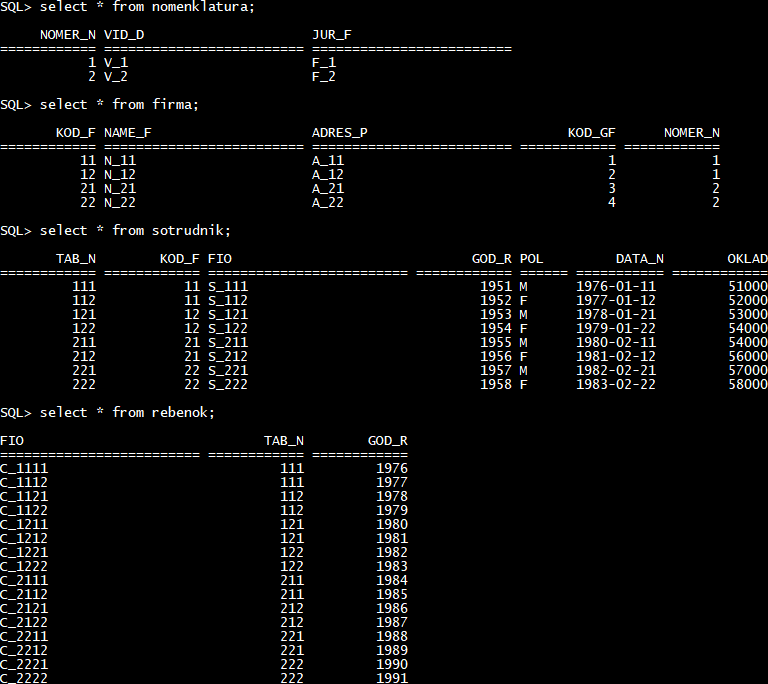 SQL> select * from nomenklatura;
NOMER_N VID_D JUR_F
============ ========================= =========================
1 V_1 F_1
2 V_2 F_2
SQL> select * from firma;
KOD_F NAME_F ADRES_P KOD_GF NOMER_N
============ ========================= ========================= ============ ============
11 N_11 A_11 1 1
12 N_12 A_12 2 1
21 N_21 A_21 3 2
22 N_22 A_22 4 2
SQL> select * from sotrudnik;
TAB_N KOD_F FIO GOD_R POL DATA_N OKLAD
============ ============ ========================= ============ ====== =========== ============
111 11 S_111 1951 M 1976-01-11 51000
112 11 S_112 1952 F 1977-01-12 52000
121 12 S_121 1953 M 1978-01-21 53000
122 12 S_122 1954 F 1979-01-22 54000
211 21 S_211 1955 M 1980-02-11 54000
212 21 S_212 1956 F 1981-02-12 56000
221 22 S_221 1957 M 1982-02-21 57000
222 22 S_222 1958 F 1983-02-22 58000
SQL> select * from rebenok;
FIO TAB_N GOD_R
========================= ============ ============
C_1111 111 1976
C_1112 111 1977
C_1121 112 1978
C_1122 112 1979
C_1211 121 1980
C_1212 121 1981
C_1221 122 1982
C_1222 122 1983
C_2111 211 1984
C_2112 211 1985
C_2121 212 1986
C_2122 212 1987
C_2211 221 1988
C_2212 221 1989
C_2221 222 1990
C_2222 222 1991